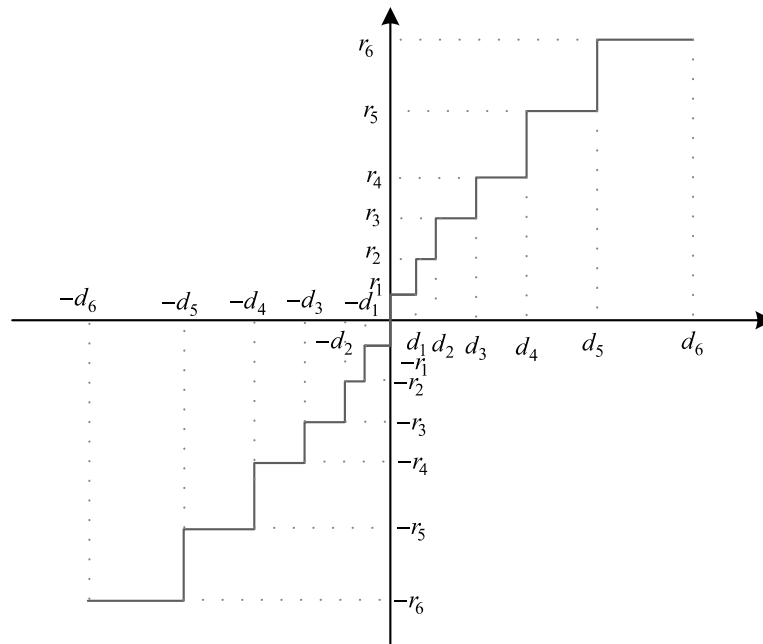 r₆
r₅
r₄
r₃
r₂
r₁
−d₆ −d₅ −d₄ −d₃ −d₁
−d₂ d₁ d₂ d₃ d₄ d₅ d₆
−r₁
−r₂
−r₃
−r₄
−r₅
−r₆